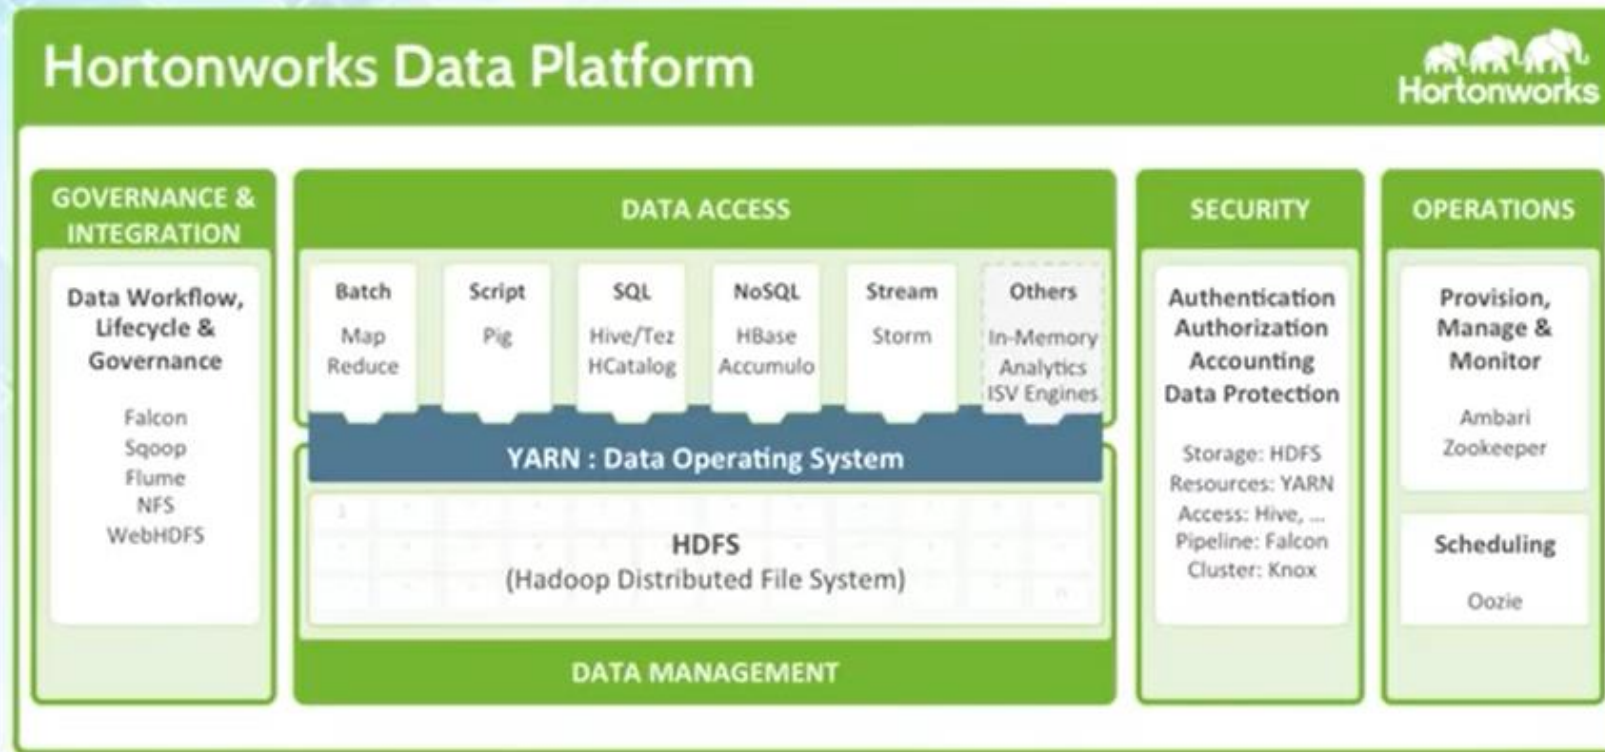 Hortonworks Data Platform
Hortonworks
GOVERNANCE &
INTEGRATION
Data Workflow,
Lifecycle &
Governance
Falcon
Sqoop
Flume
NFS
WebHDFS
DATA ACCESS
Batch
Map
Reduce
Script
Pig
SQL
Hive/Tez
HCatalog
NoSQL
HBase
Accumulo
Stream
Storm
Others
In-Memory
Analytics
ISV Engines
YARN : Data Operating System
1
HDFS
(Hadoop Distributed File System)
n
DATA MANAGEMENT
SECURITY
Authentication
Authorization
Accounting
Data Protection
Storage: HDFS
Resources: YARN
Access: Hive, ...
Pipeline: Falcon
Cluster: Knox
OPERATIONS
Provision,
Manage &
Monitor
Ambari
Zookeeper
Scheduling
Oozie